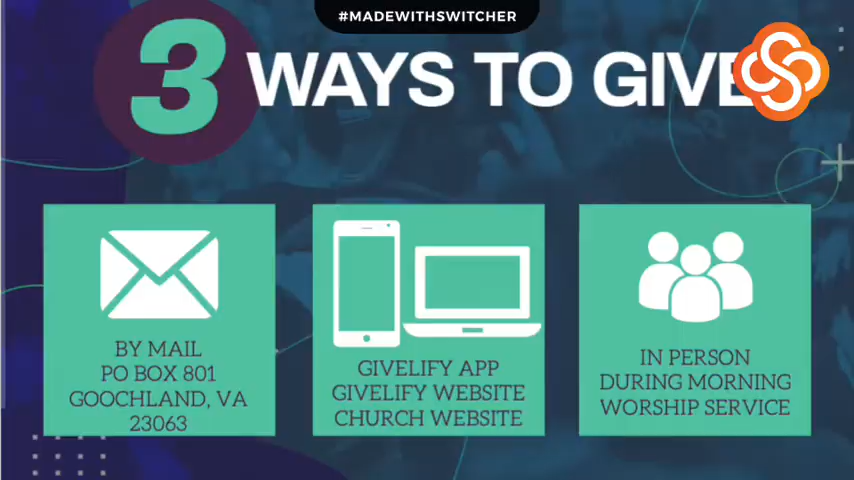 #MADEWITHSWITCHER
3 WAYS TO GIVE
BY MAIL
PO BOX 801
GOOCHLAND, VA
23063
GIVELIFY APP
GIVELIFY WEBSITE
CHURCH WEBSITE
IN PERSON
DURING MORNING
WORSHIP SERVICE